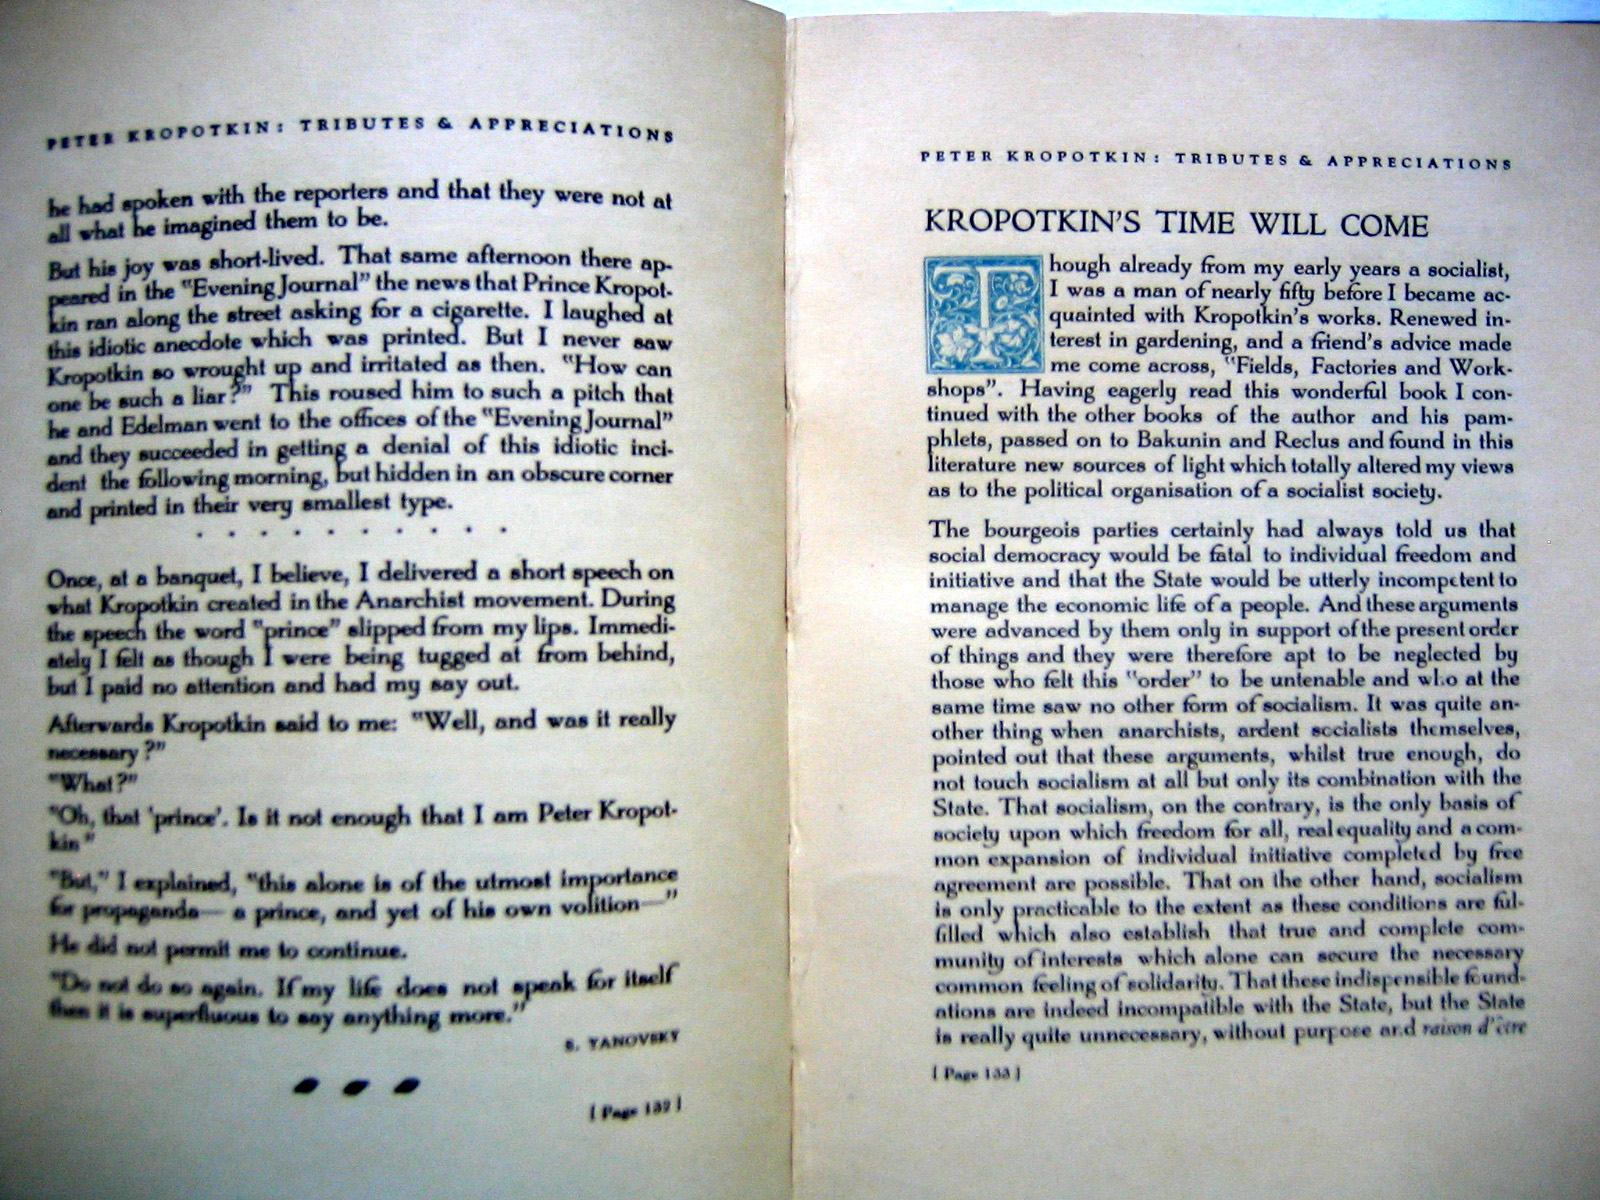 PETER KROPOTKIN: TRIBUTES & APPRECIATIONS
he had spoken with the reporters and that they were not at
all what he imagined them to be.
But his joy was short-lived. That same afternoon there ap-
peared in the "Evening Journal" the news that Prince Kropot-
kin ran along the street asking for a cigarette. I laughed at
this idiotic anecdote which was printed. But I never saw
Kropotkin so wrought up and irritated as then. "How can
one be such a liar?" This roused him to such a pitch that
he and Edelman went to the offices of the "Evening Journal"
and they succeeded in getting a denial of this idiotic inci-
dent the following morning, but hidden in an obscure corner
and printed in their very smallest type.
. . . . . . . . . .
Once, at a banquet, I believe, I delivered a short speech on
what Kropotkin created in the Anarchist movement. During
the speech the word "prince" slipped from my lips. Immedi-
ately I felt as though I were being tugged at from behind,
but I paid no attention and had my say out.
Afterwards Kropotkin said to me: "Well, and was it really
necessary?"
"What?"
"Oh, that 'prince'. Is it not enough that I am Peter Kropot-
kin"
"But," I explained, "this alone is of the utmost importance
for propaganda— a prince, and yet of his own volition—"
He did not permit me to continue.
"Do not do so again. If my life does not speak for itself
then it is superfluous to say anything more."
S. YANOVSKY
[ Page 132 ]
PETER KROPOTKIN: TRIBUTES & APPRECIATIONS
KROPOTKIN'S TIME WILL COME
Though already from my early years a socialist,
I was a man of nearly fifty before I became ac-
quainted with Kropotkin's works. Renewed in-
terest in gardening, and a friend's advice made
me come across, "Fields, Factories and Work-
shops". Having eagerly read this wonderful book I con-
tinued with the other books of the author and his pam-
phlets, passed on to Bakunin and Reclus and found in this
literature new sources of light which totally altered my views
as to the political organisation of a socialist society.
The bourgeois parties certainly had always told us that
social democracy would be fatal to individual freedom and
initiative and that the State would be utterly incompetent to
manage the economic life of a people. And these arguments
were advanced by them only in support of the present order
of things and they were therefore apt to be neglected by
those who felt this "order" to be untenable and who at the
same time saw no other form of socialism. It was quite an-
other thing when anarchists, ardent socialists themselves,
pointed out that these arguments, whilst true enough, do
not touch socialism at all but only its combination with the
State. That socialism, on the contrary, is the only basis of
society upon which freedom for all, real equality and a com-
mon expansion of individual initiative completed by free
agreement are possible. That on the other hand, socialism
is only practicable to the extent as these conditions are ful-
filled which also establish that true and complete com-
munity of interests which alone can secure the necessary
common feeling of solidarity. That these indispensible found-
ations are indeed incompatible with the State, but the State
is really quite unnecessary, without purpose and raison d'être
[ Page 133 ]